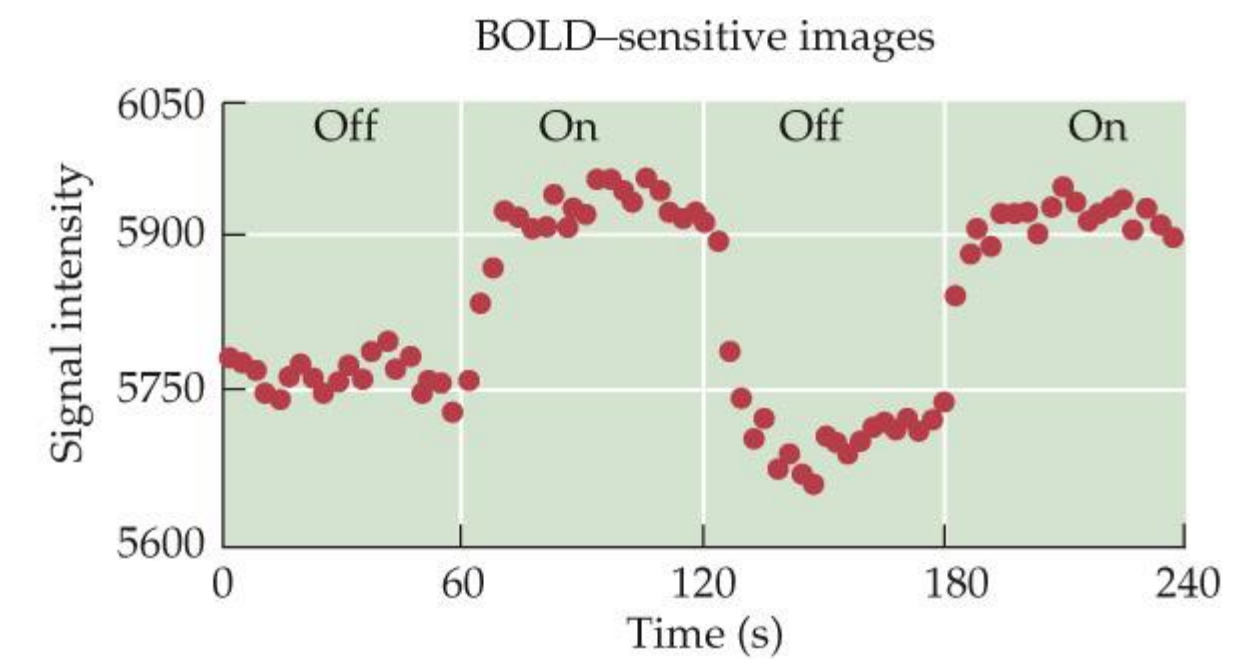 BOLD–sensitive images
6050
Off On Off On
5900
Signal intensity
5750
5600
0 60 120 180 240
Time (s)